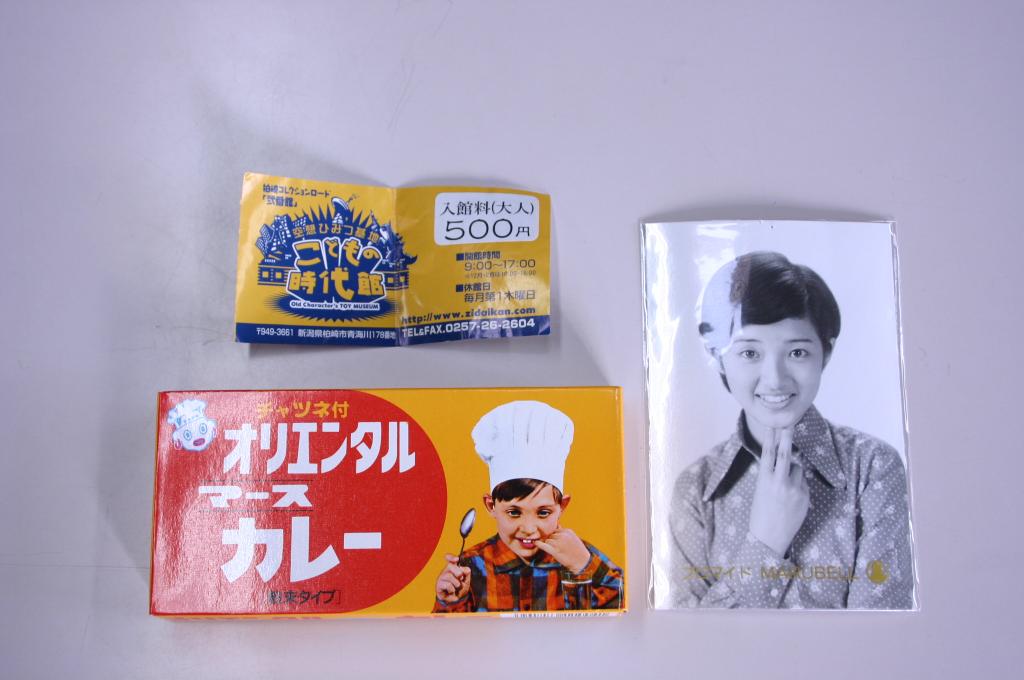 柏崎コレクションロード
「弐番館」
空想ひみつ基地
こどもの
時代館
Old Character's TOY MUSEUM
〒949-3661 新潟県柏崎市青海川178番地
入館料(大人)
500円
■開館時間
9:00〜17:00
■休館日
毎月第1木曜日
http://www.zidaikan.com
TEL&FAX.0257-26-2604
チャツネ付
オリエンタル
マース
カレー
ブロマイド MARUBELL